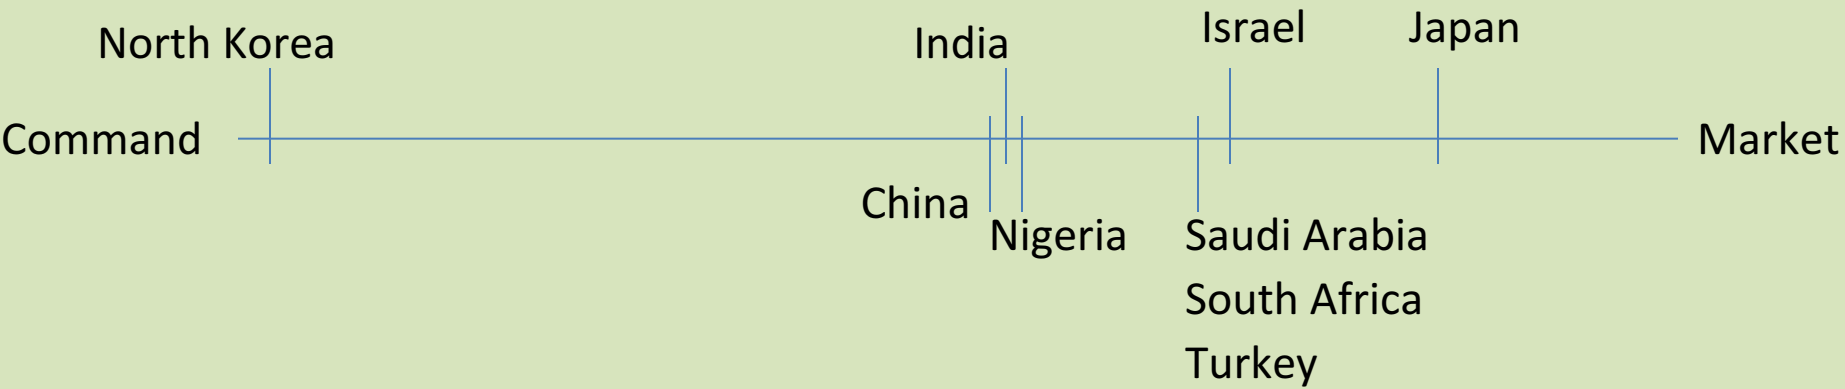 North Korea
India
Israel
Japan
Command
Market
China
Nigeria
Saudi Arabia
South Africa
Turkey